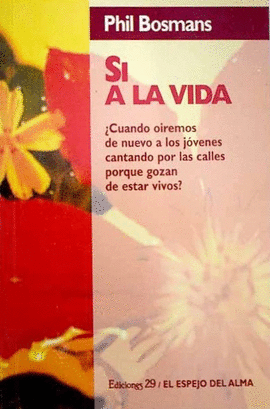 Phil Bosmans
SI
A LA VIDA
¿Cuando oiremos
de nuevo a los jóvenes
cantando por las calles
porque gozan
de estar vivos?
Ediciones 29 / EL ESPEJO DEL ALMA